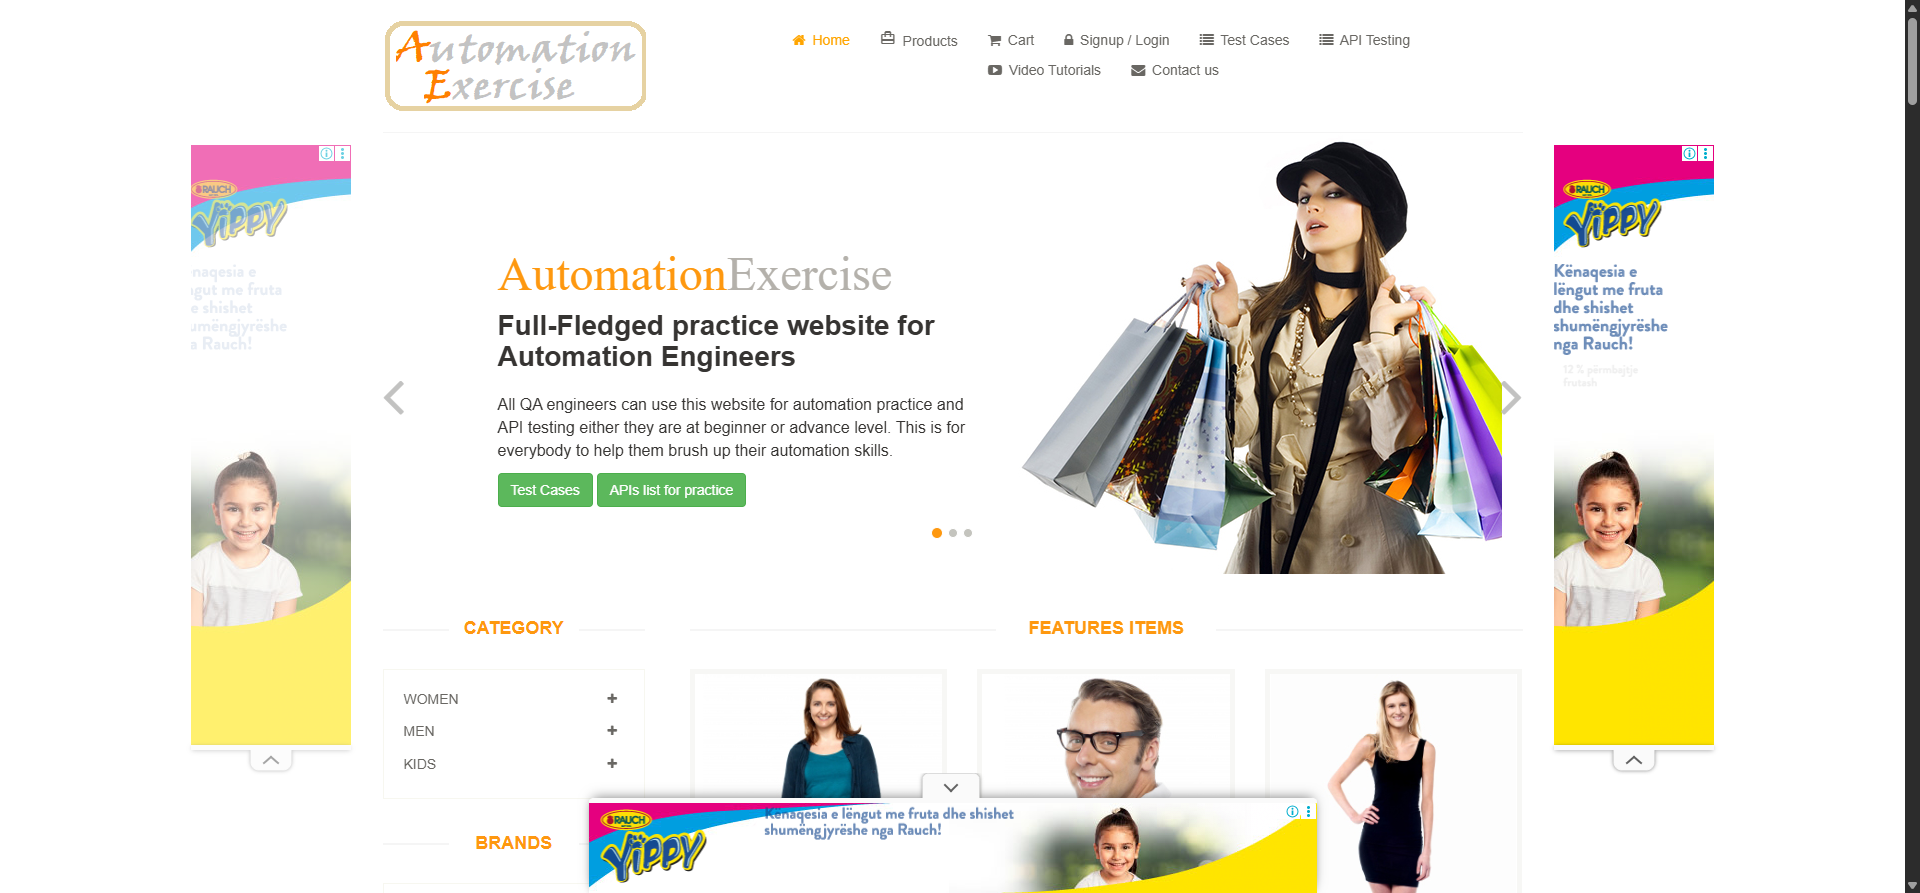 Automation
Exercise
Home
Products
Cart
Signup / Login
Test Cases
API Testing
Video Tutorials
Contact us
RAUCH
Yippy
naqesia e
ngut me fruta
e shishet
umëngjyrëshe
a Rauch!
AutomationExercise
Full-Fledged practice website for
Automation Engineers
All QA engineers can use this website for automation practice and
API testing either they are at beginner or advance level. This is for
everybody to help them brush up their automation skills.
Test Cases
APIs list for practice
RAUCH
Yippy
Kënaqesia e
lëngut me fruta
dhe shishet
shumëngjyrëshe
nga Rauch!
12 % përmbajtje
frutash
CATEGORY
WOMEN
MEN
KIDS
BRANDS
FEATURES ITEMS
RAUCH
Yippy
Kënaqesia e lëngut me fruta dhe shishet
shumëngjyrëshe nga Rauch!